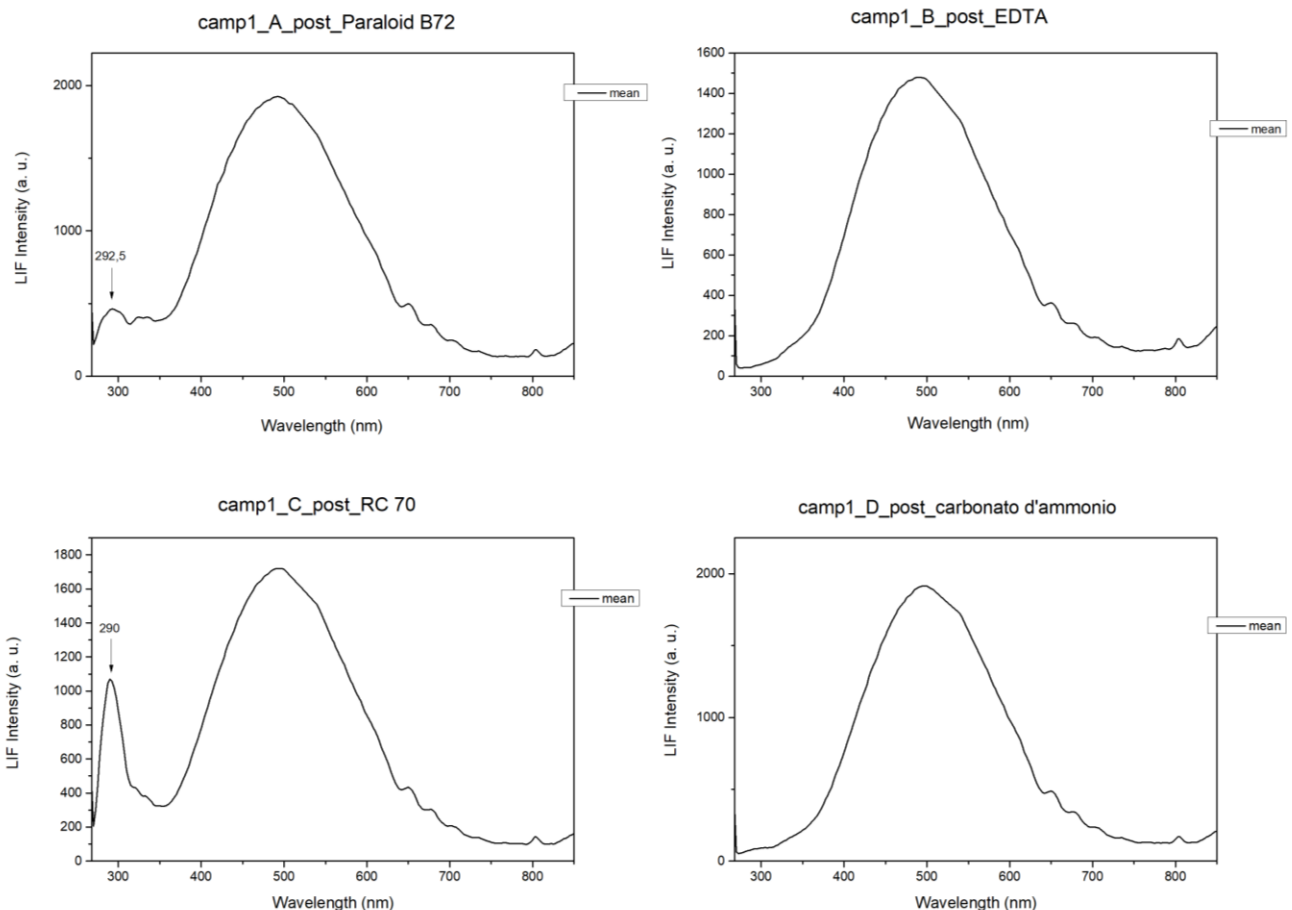 camp1_A_post_Paraloid B72
2000
1000
0
LIF Intensity (a. u.)
292,5
mean
300 400 500 600 700 800
Wavelength (nm)
camp1_B_post_EDTA
1600
1400
1200
1000
800
600
400
200
0
LIF Intensity (a. u.)
mean
300 400 500 600 700 800
Wavelength (nm)
camp1_C_post_RC 70
1800
1600
1400
1200
1000
800
600
400
200
0
LIF Intensity (a. u.)
290
mean
300 400 500 600 700 800
Wavelength (nm)
camp1_D_post_carbonato d'ammonio
2000
1000
0
LIF Intensity (a. u.)
mean
300 400 500 600 700 800
Wavelength (nm)